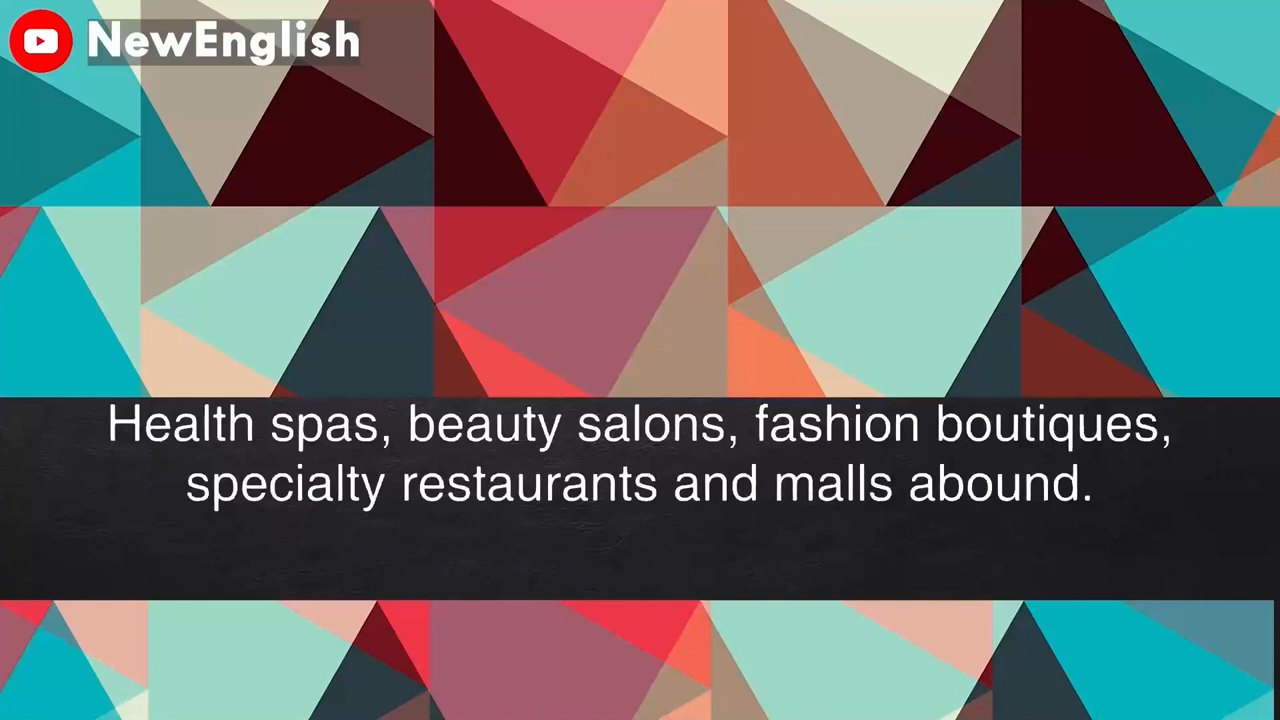 NewEnglish
Health spas, beauty salons, fashion boutiques,
specialty restaurants and malls abound.